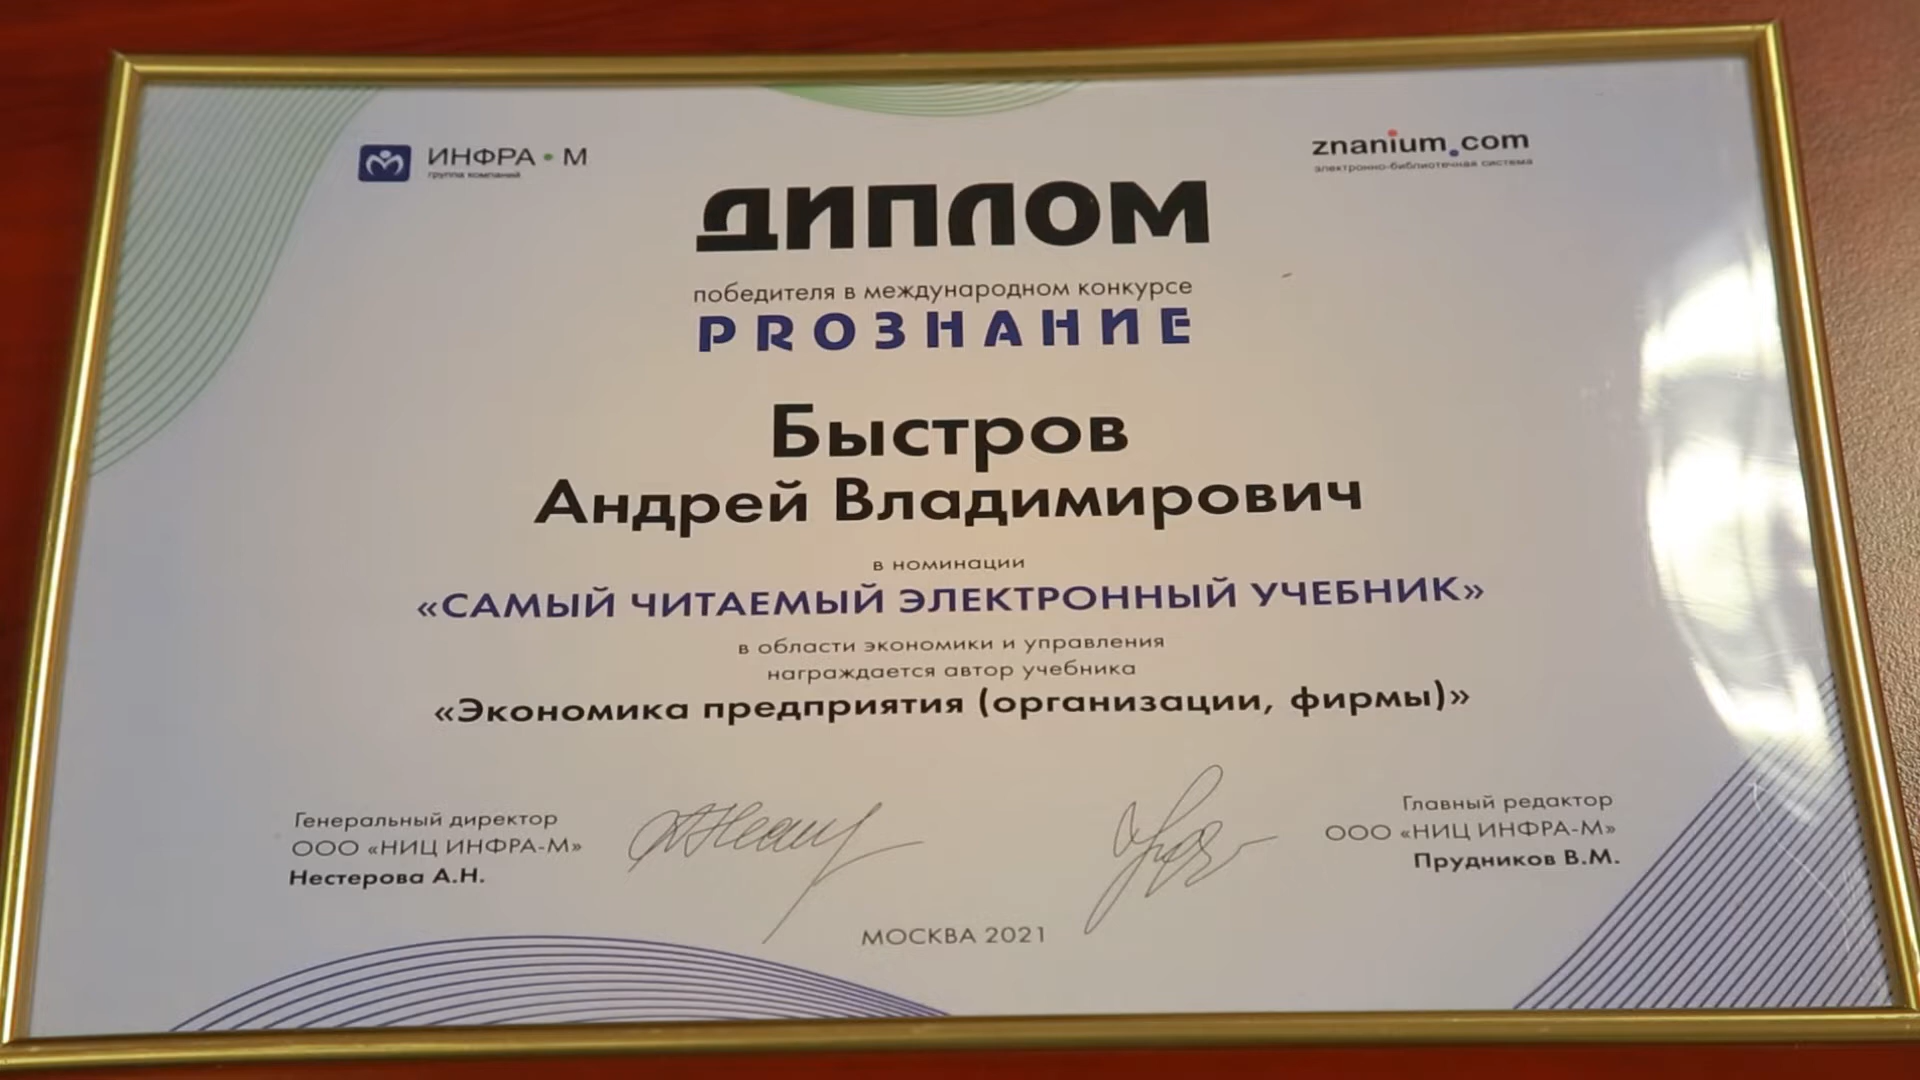 ИНФРА • М
группа компаний
znanium.com
электронно-библиотечная система
ДИПЛОМ
победителя в международном конкурсе
PROЗНАНИЕ
Быстров
Андрей Владимирович
в номинации
«САМЫЙ ЧИТАЕМЫЙ ЭЛЕКТРОННЫЙ УЧЕБНИК»
в области экономики и управления
награждается автор учебника
«Экономика предприятия (организации, фирмы)»
Генеральный директор
ООО «НИЦ ИНФРА-М»
Нестерова А.Н.
Главный редактор
ООО «НИЦ ИНФРА-М»
Прудников В.М.
МОСКВА 2021